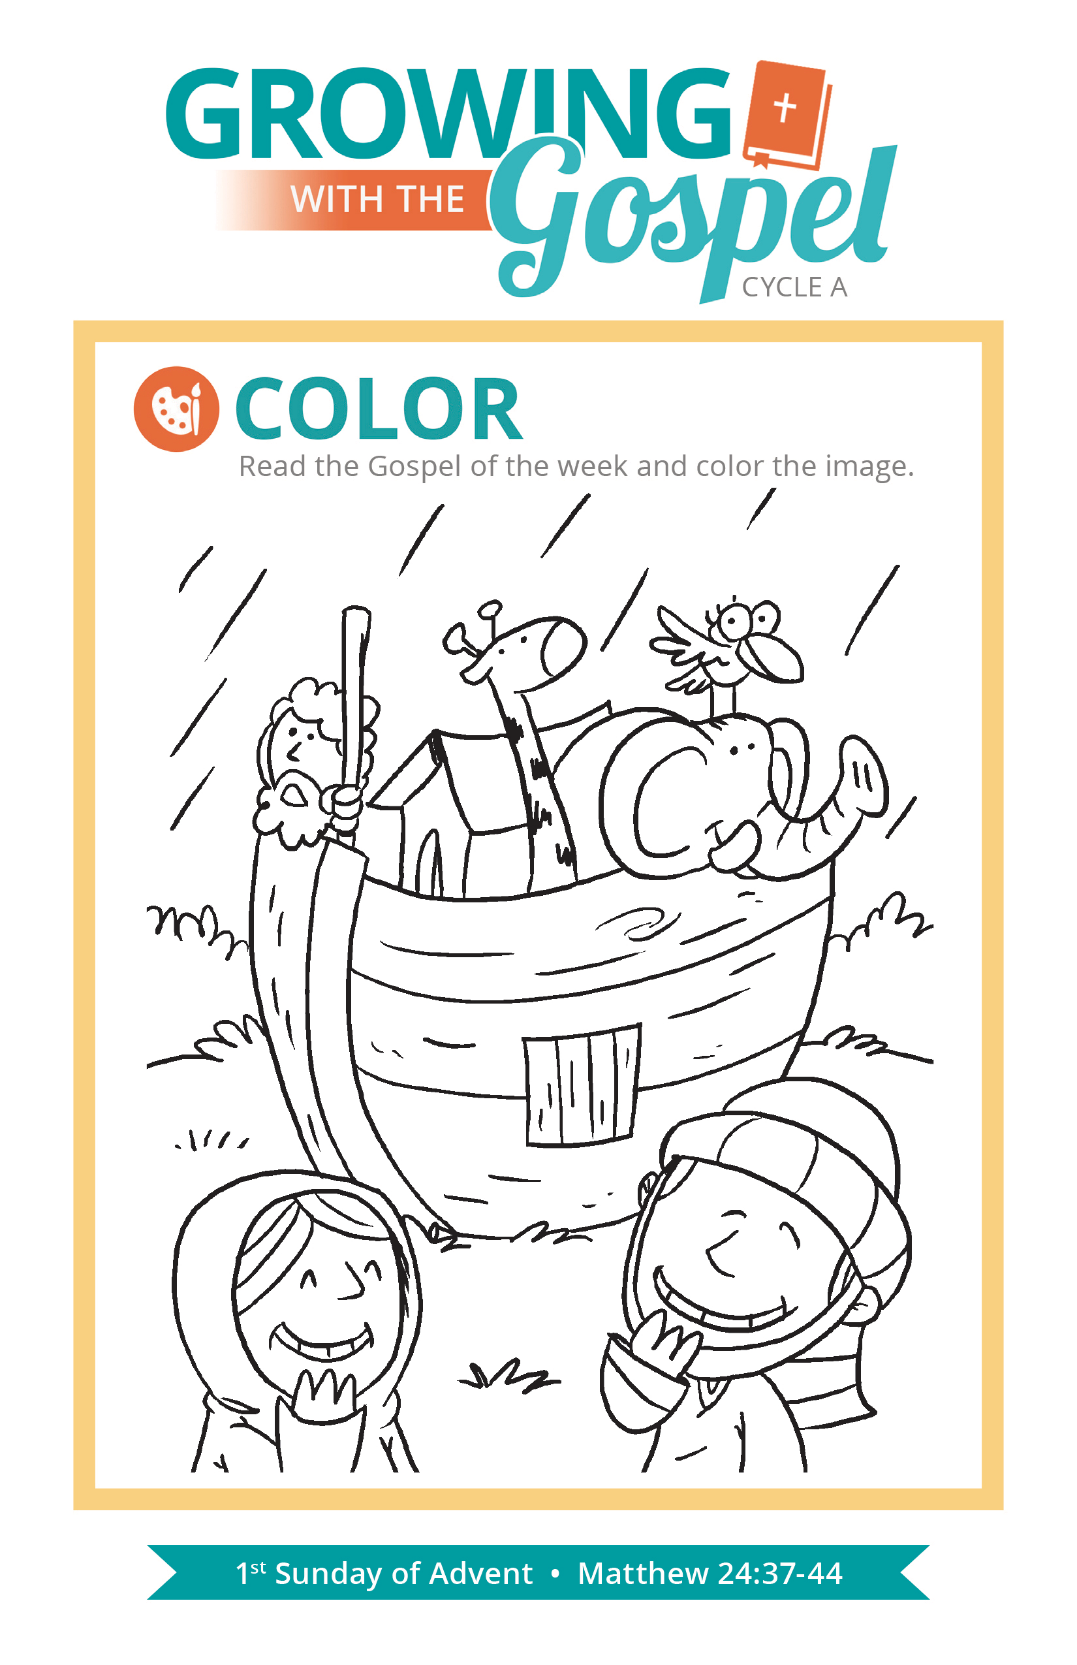 GROWING
WITH THE Gospel
CYCLE A
COLOR
Read the Gospel of the week and color the image.
1st Sunday of Advent • Matthew 24:37-44